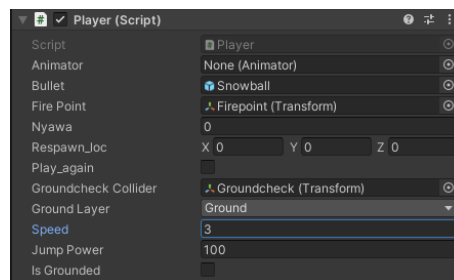 # Player (Script)
Script Player
Animator None (Animator)
Bullet Snowball
Fire Point Firepoint (Transform)
Nyawa 0
Respawn_loc X 0 Y 0 Z 0
Play_again
Groundcheck Collider Groundcheck (Transform)
Ground Layer Ground
Speed 3
Jump Power 100
Is Grounded